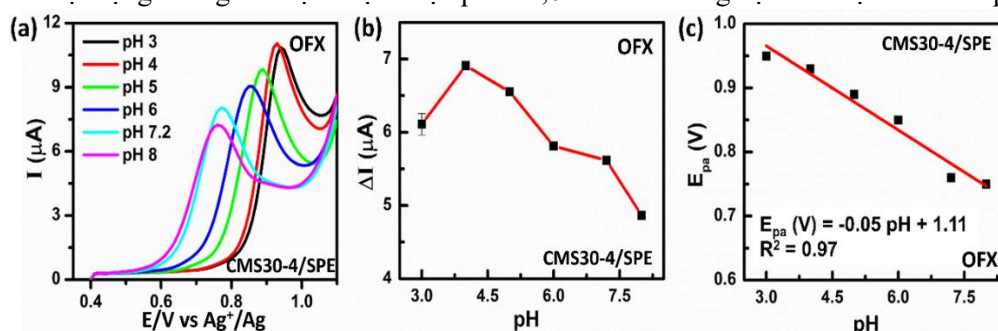 (a)
OFX
pH 3
pH 4
pH 5
pH 6
pH 7.2
pH 8
CMS30-4/SPE
I (µA)
12
9
6
3
0
0.4 0.6 0.8 1.0
E/V vs Ag⁺/Ag
(b)
OFX
CMS30-4/SPE
ΔI (µA)
8
7
6
5
4
3.0 4.5 6.0 7.5
pH
(c)
CMS30-4/SPE
Eₚₐ (V)
1.0
0.9
0.8
0.7
0.6
Eₚₐ (V) = -0.05 pH + 1.11
R² = 0.97
OFX
3.0 4.5 6.0 7.5
pH